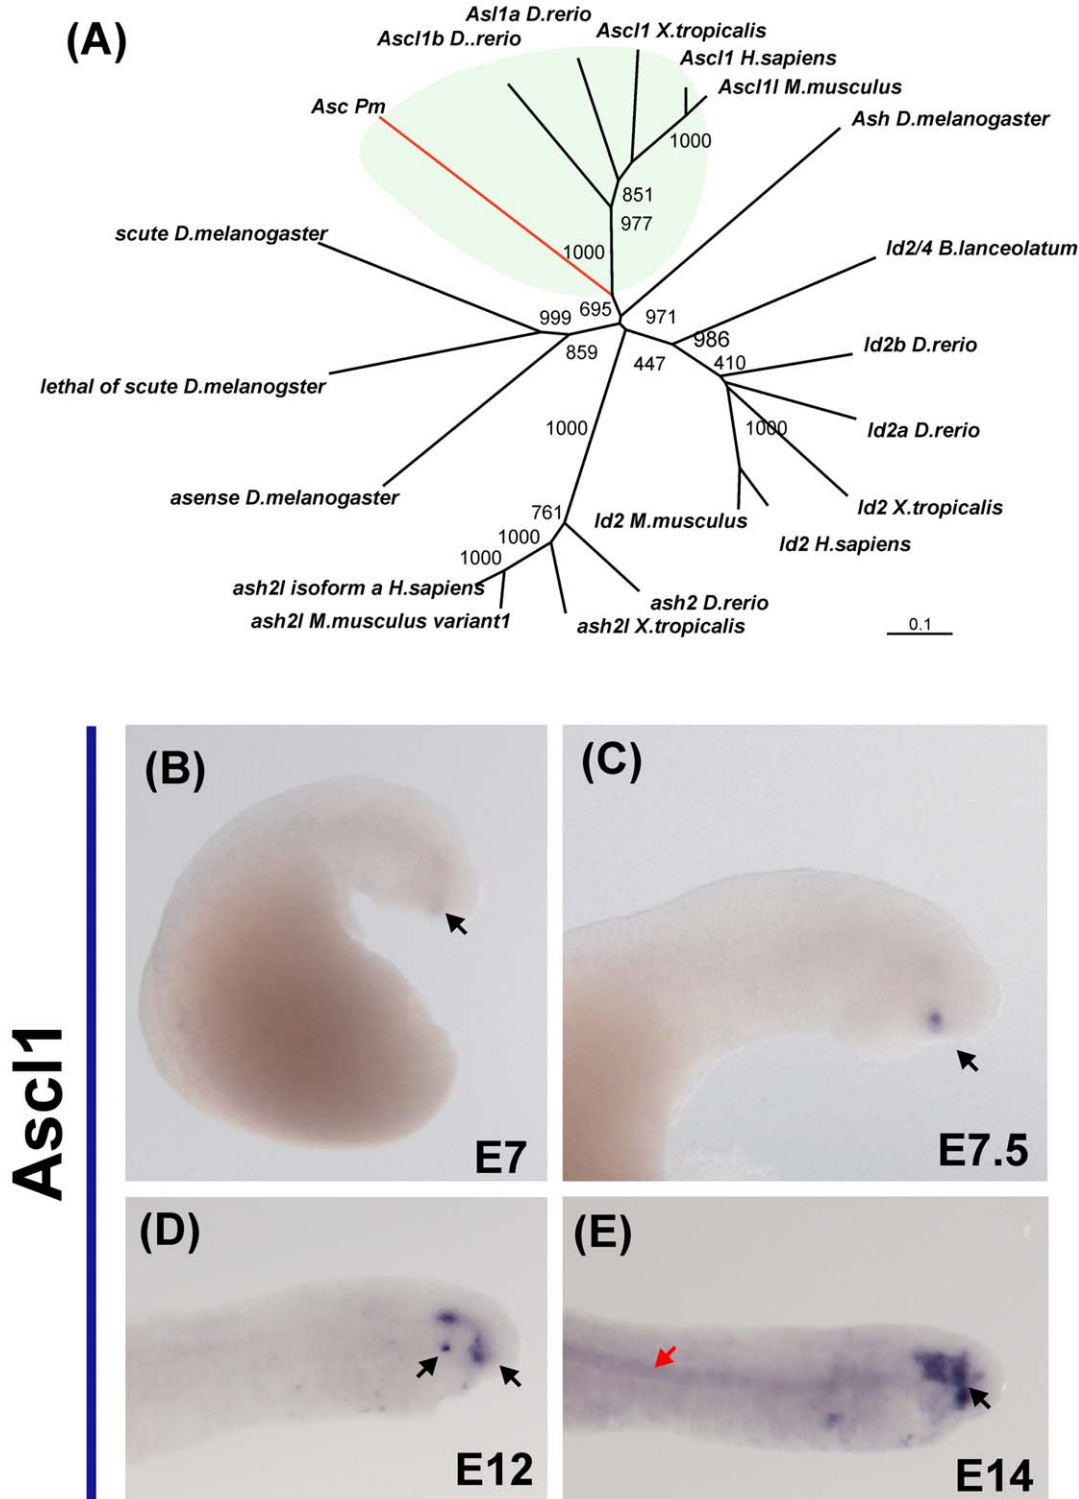 (A)
Asl1a D.rerio
Ascl1b D..rerio
Ascl1 X.tropicalis
Ascl1 H.sapiens
Ascl1l M.musculus
Asc Pm
Ash D.melanogaster
1000
851
977
scute D.melanogaster
1000
Id2/4 B.lanceolatum
999
695
971
986
Id2b D.rerio
859
447
410
lethal of scute D.melanogster
1000
1000
Id2a D.rerio
asense D.melanogaster
Id2 X.tropicalis
761
Id2 M.musculus
1000
Id2 H.sapiens
1000
ash2l isoform a H.sapiens
ash2 D.rerio
ash2l M.musculus variant1
ash2l X.tropicalis
0.1
Ascl1
(B)
E7
(C)
E7.5
(D)
E12
(E)
E14